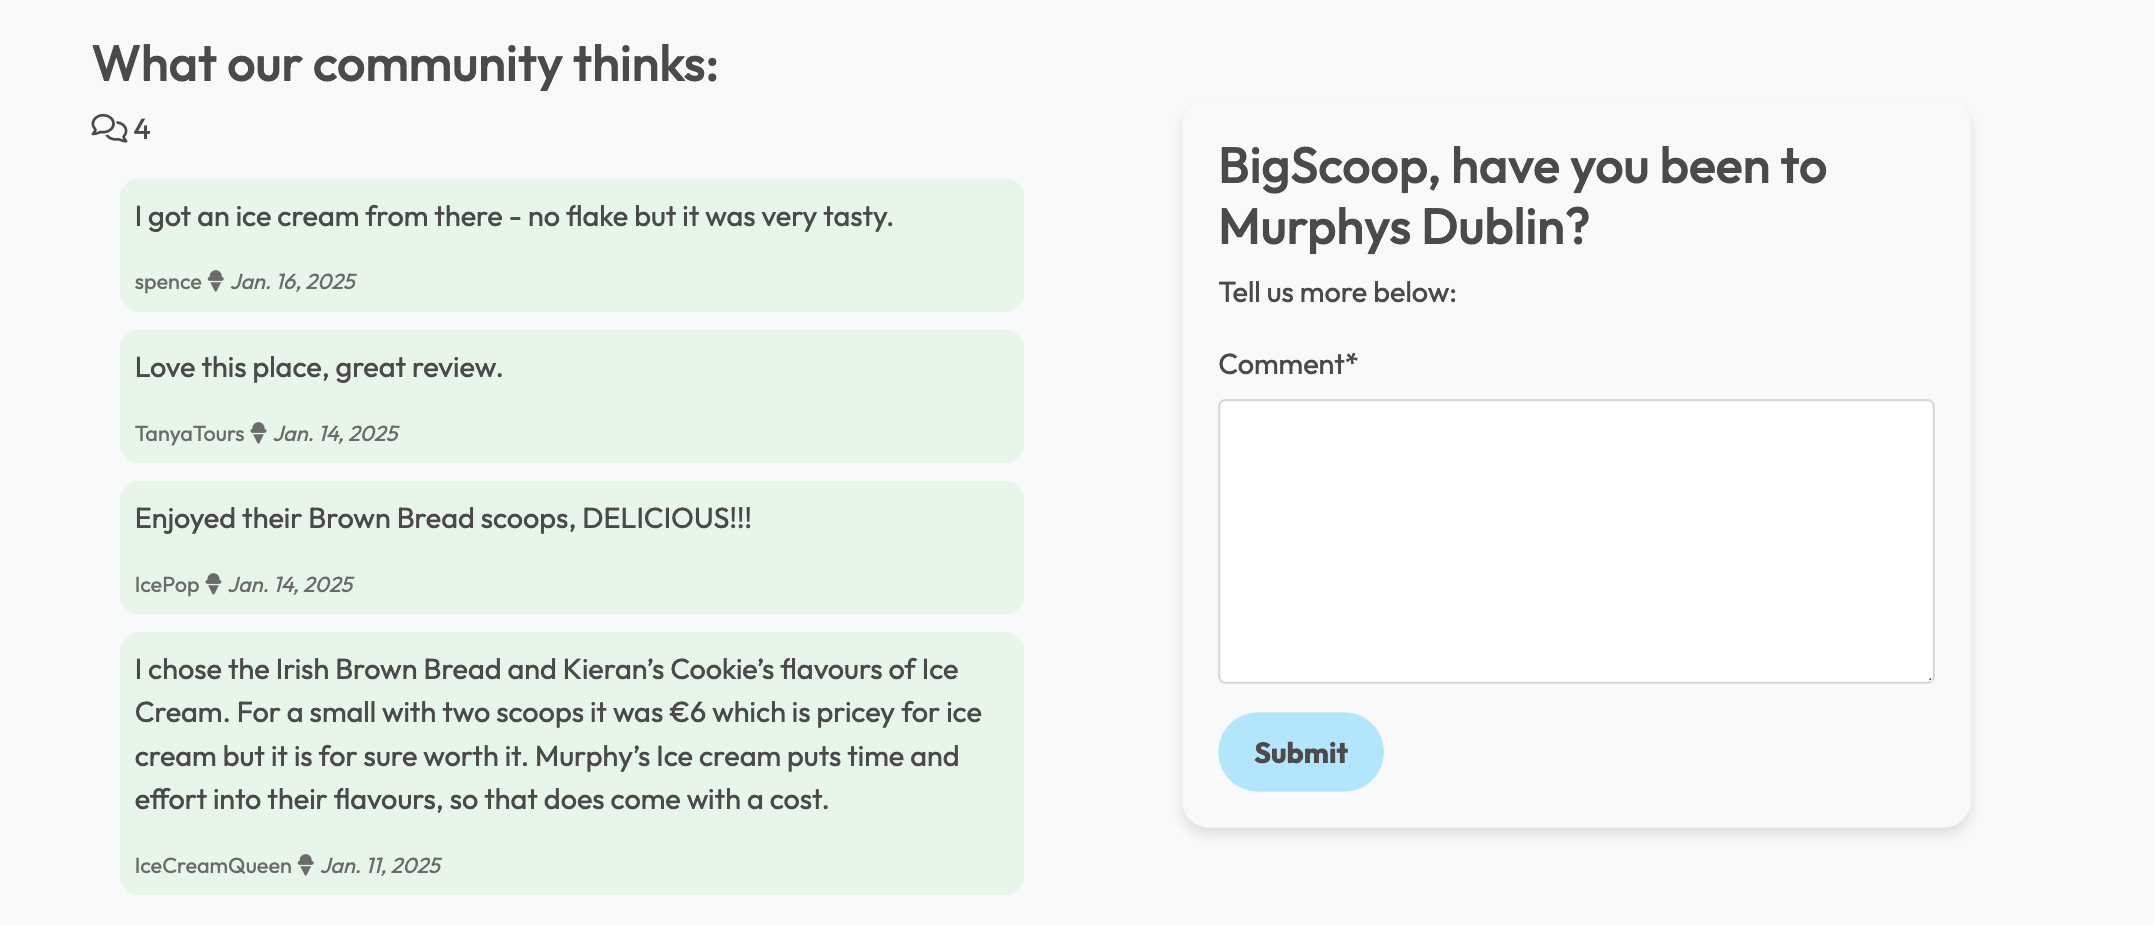 What our community thinks:
4
I got an ice cream from there - no flake but it was very tasty.
spence Jan. 16, 2025
Love this place, great review.
TanyaTours Jan. 14, 2025
Enjoyed their Brown Bread scoops, DELICIOUS!!!
IcePop Jan. 14, 2025
I chose the Irish Brown Bread and Kieran’s Cookie’s flavours of Ice
Cream. For a small with two scoops it was €6 which is pricey for ice
cream but it is for sure worth it. Murphy’s Ice cream puts time and
effort into their flavours, so that does come with a cost.
IceCreamQueen Jan. 11, 2025
BigScoop, have you been to
Murphys Dublin?
Tell us more below:
Comment*
Submit